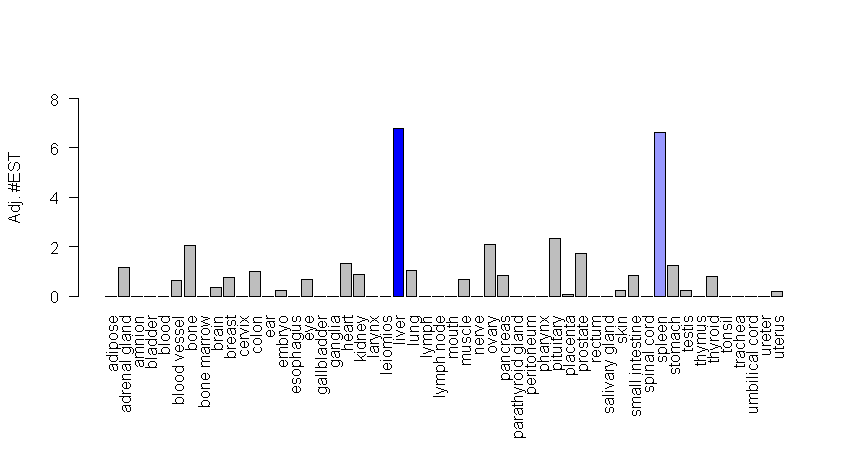 Adj. #EST
8
6
4
2
0
adipose
adrenal gland
amnion
bladder
blood
blood vessel
bone
bone marrow
brain
breast
cervix
colon
ear
embryo
esophagus
eye
gallbladder
ganglia
heart
kidney
larynx
leiomios
liver
lung
lymph
lymph node
mouth
muscle
nerve
ovary
pancreas
parathyroid gland
peritoneum
pharynx
pituitary
placenta
prostate
rectum
salivary gland
skin
small intestine
spinal cord
spleen
stomach
testis
thymus
thyroid
tonsil
trachea
umbilical cord
ureter
uterus